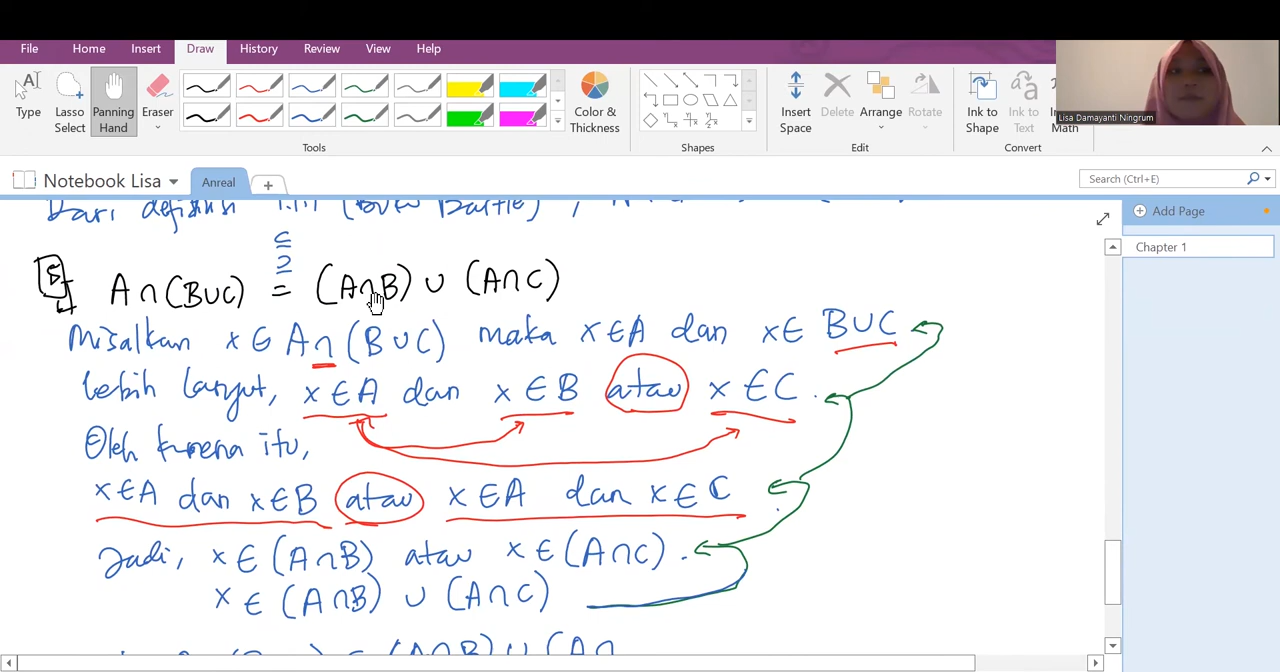 File Home Insert Draw History Review View Help
Type Lasso Select Panning Hand Eraser Color & Thickness Insert Space Delete Arrange Rotate Ink to Shape Ink to Text Math
Tools Shapes Edit Convert
Lisa Damayanti Ningrum
Notebook Lisa Anreal + Search (Ctrl+E)
Add Page
Chapter 1
Dari definisi
⊆
⊇
A∩(B∪C) = (A∩B) ∪ (A∩C)
Misalkan x ∈ A∩(B∪C) maka x∈A dan x∈ B∪C
lebih lanjut, x∈A dan x∈B atau x∈C.
Oleh karena itu,
x∈A dan x∈B atau x∈A dan x∈C.
Jadi, x∈(A∩B) atau x∈(A∩C).
x∈(A∩B) ∪ (A∩C)